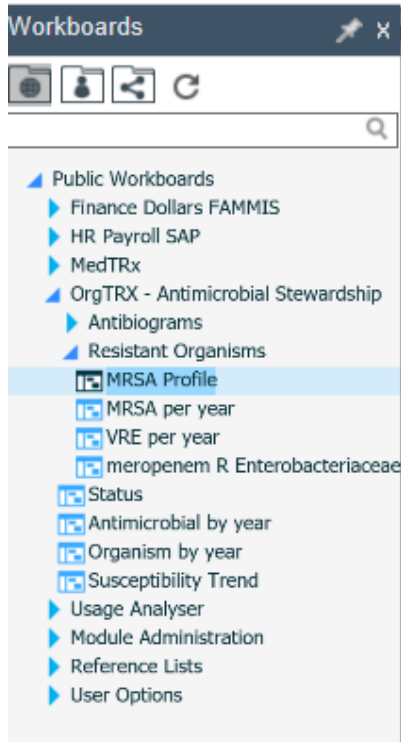 Workboards
Public Workboards
Finance Dollars FAMMIS
HR Payroll SAP
MedTRx
OrgTRX - Antimicrobial Stewardship
Antibiograms
Resistant Organisms
MRSA Profile
MRSA per year
VRE per year
meropenem R Enterobacteriaceae
Status
Antimicrobial by year
Organism by year
Susceptibility Trend
Usage Analyser
Module Administration
Reference Lists
User Options